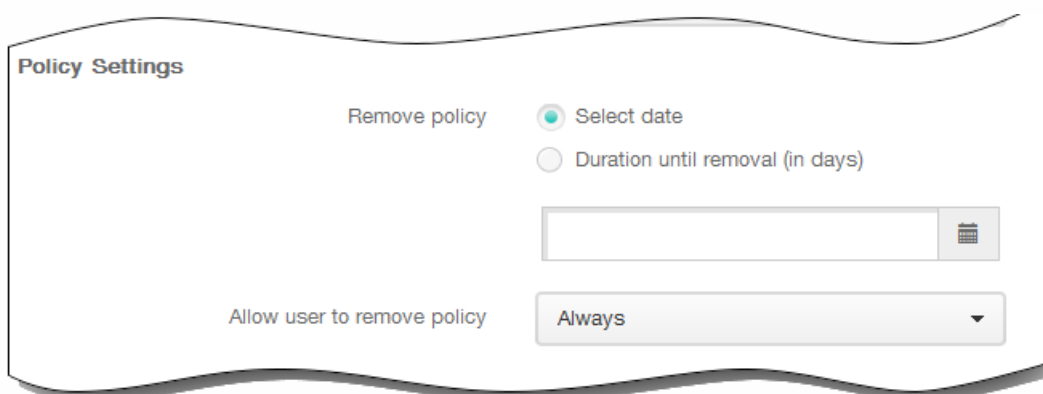 Policy Settings
Remove policy
Select date
Duration until removal (in days)
Allow user to remove policy
Always